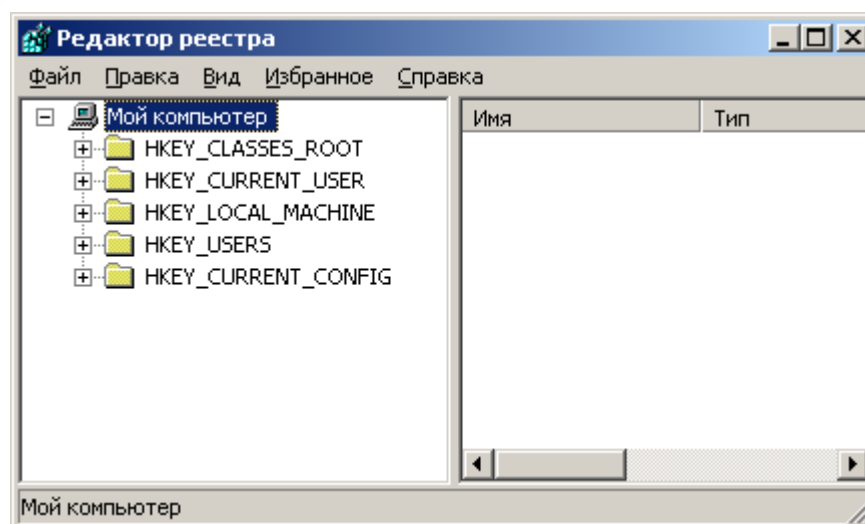 Редактор реестра
Файл Правка Вид Избранное Справка
Мой компьютер
HKEY_CLASSES_ROOT
HKEY_CURRENT_USER
HKEY_LOCAL_MACHINE
HKEY_USERS
HKEY_CURRENT_CONFIG
Имя Тип
Мой компьютер